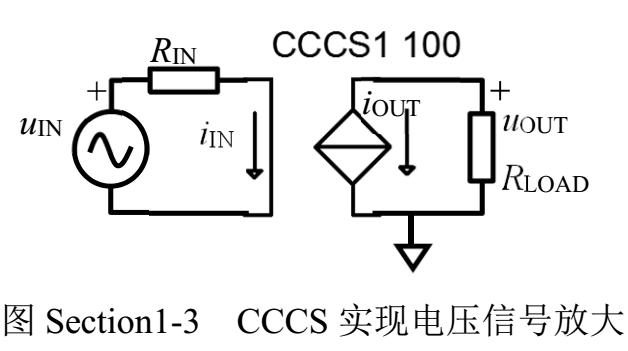 CCCS1 100
RIN
+
uIN
iIN
iOUT
+
uOUT
RLOAD
图 Section1-3 CCCS 实现电压信号放大